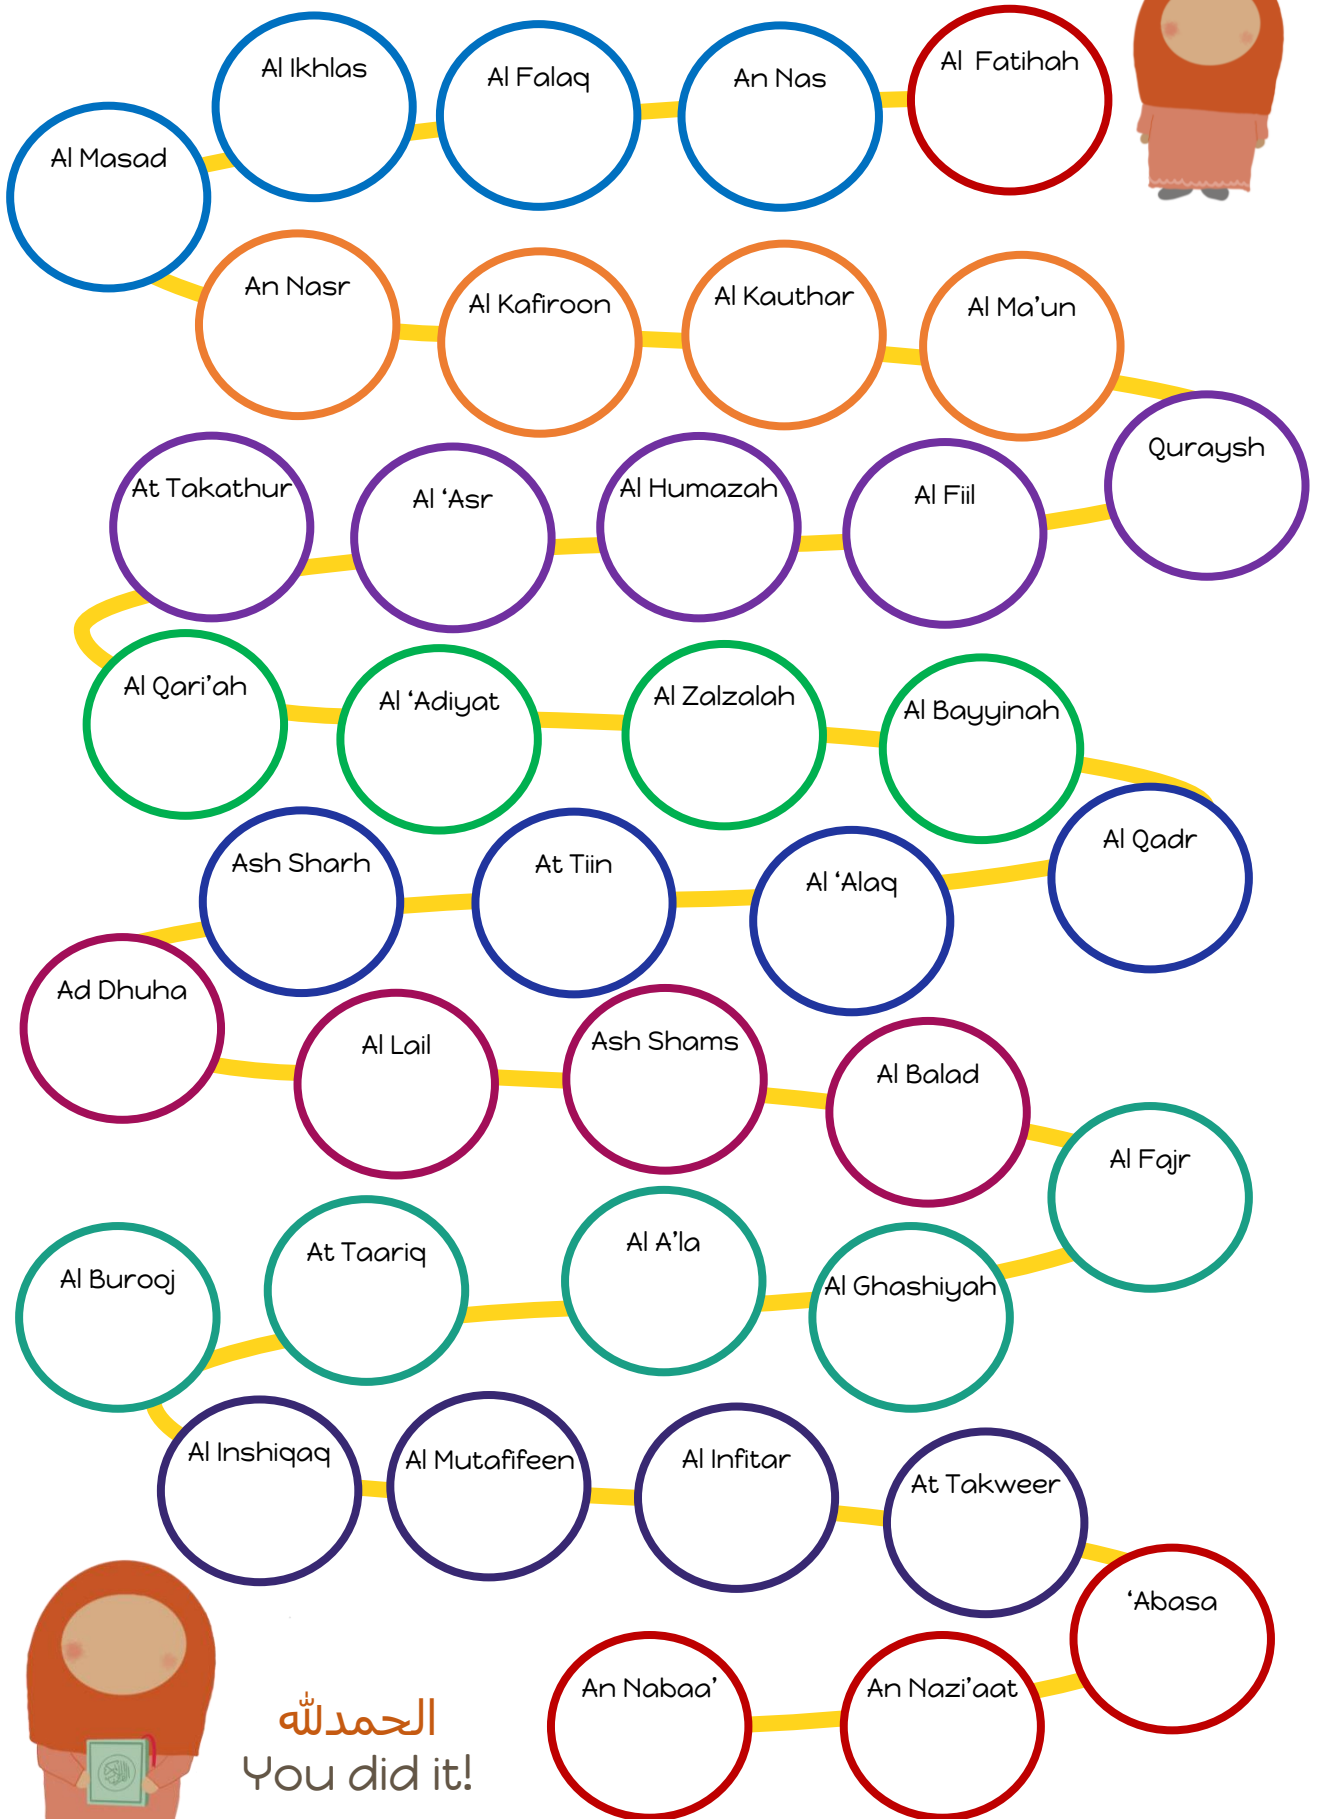 Al Fatihah
An Nas
Al Falaq
Al Ikhlas
Al Masad
An Nasr
Al Kafiroon
Al Kauthar
Al Ma'un
Quraysh
Al Fiil
Al Humazah
Al ‘Asr
At Takathur
Al Qari'ah
Al ‘Adiyat
Al Zalzalah
Al Bayyinah
Al Qadr
Al ‘Alaq
At Tiin
Ash Sharh
Ad Dhuha
Al Lail
Ash Shams
Al Balad
Al Fajr
Al Ghashiyah
Al A'la
At Taariq
Al Burooj
Al Inshiqaq
Al Mutafifeen
Al Infitar
At Takweer
‘Abasa
An Nazi'aat
An Nabaa'
الحمدلله
You did it!